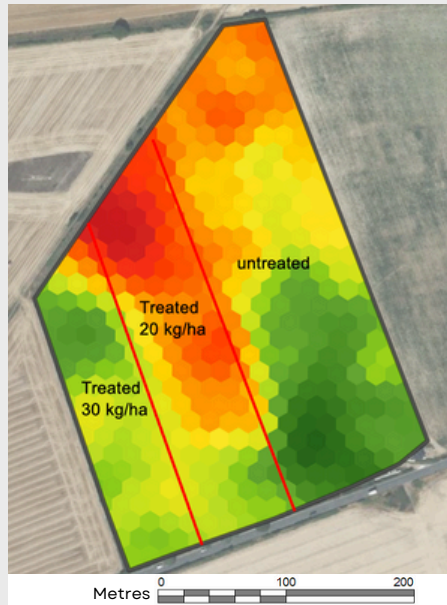 untreated
Treated
20 kg/ha
Treated
30 kg/ha
Metres 0 100 200